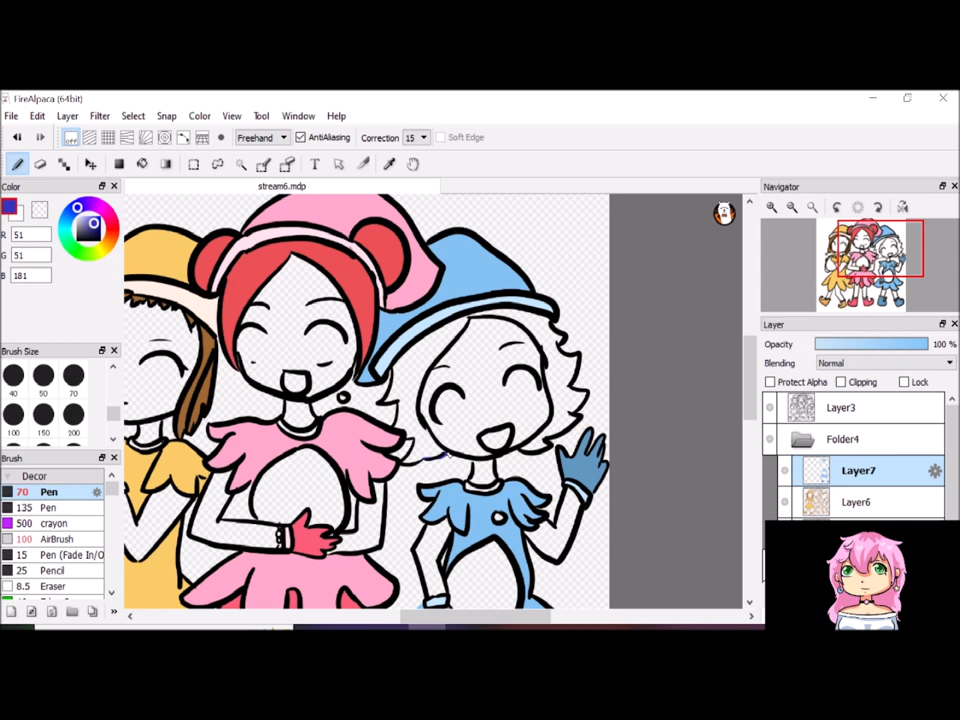 FireAlpaca (64bit)
File Edit Layer Filter Select Snap Color View Tool Window Help
OFF Freehand AntiAliasing Correction 15 Soft Edge
T
Color
stream6.mdp
Navigator
R 51
G 51
B 181
Layer
Opacity 100 %
Brush Size
Blending Normal
Protect Alpha Clipping Lock
40 50 70
100 150 200
Layer3
Folder4
Layer7
Layer6
Brush
Decor
70 Pen
135 Pen
500 crayon
100 AirBrush
15 Pen (Fade In/O
25 Pencil
8.5 Eraser